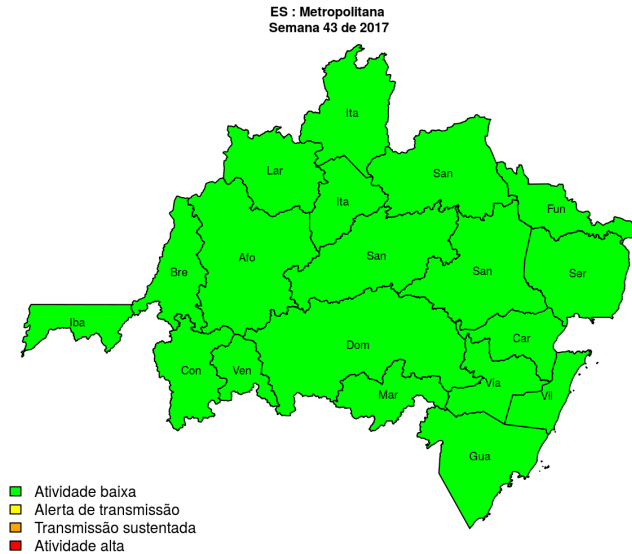 ES : Metropolitana
Semana 43 de 2017
Ita
Lar
San
Ita
Fun
Afo
San
Bre
San
Ser
Iba
Car
Dom
Con
Ven
Via
Mar
Vil
Gua
Atividade baixa
Alerta de transmissão
Transmissão sustentada
Atividade alta